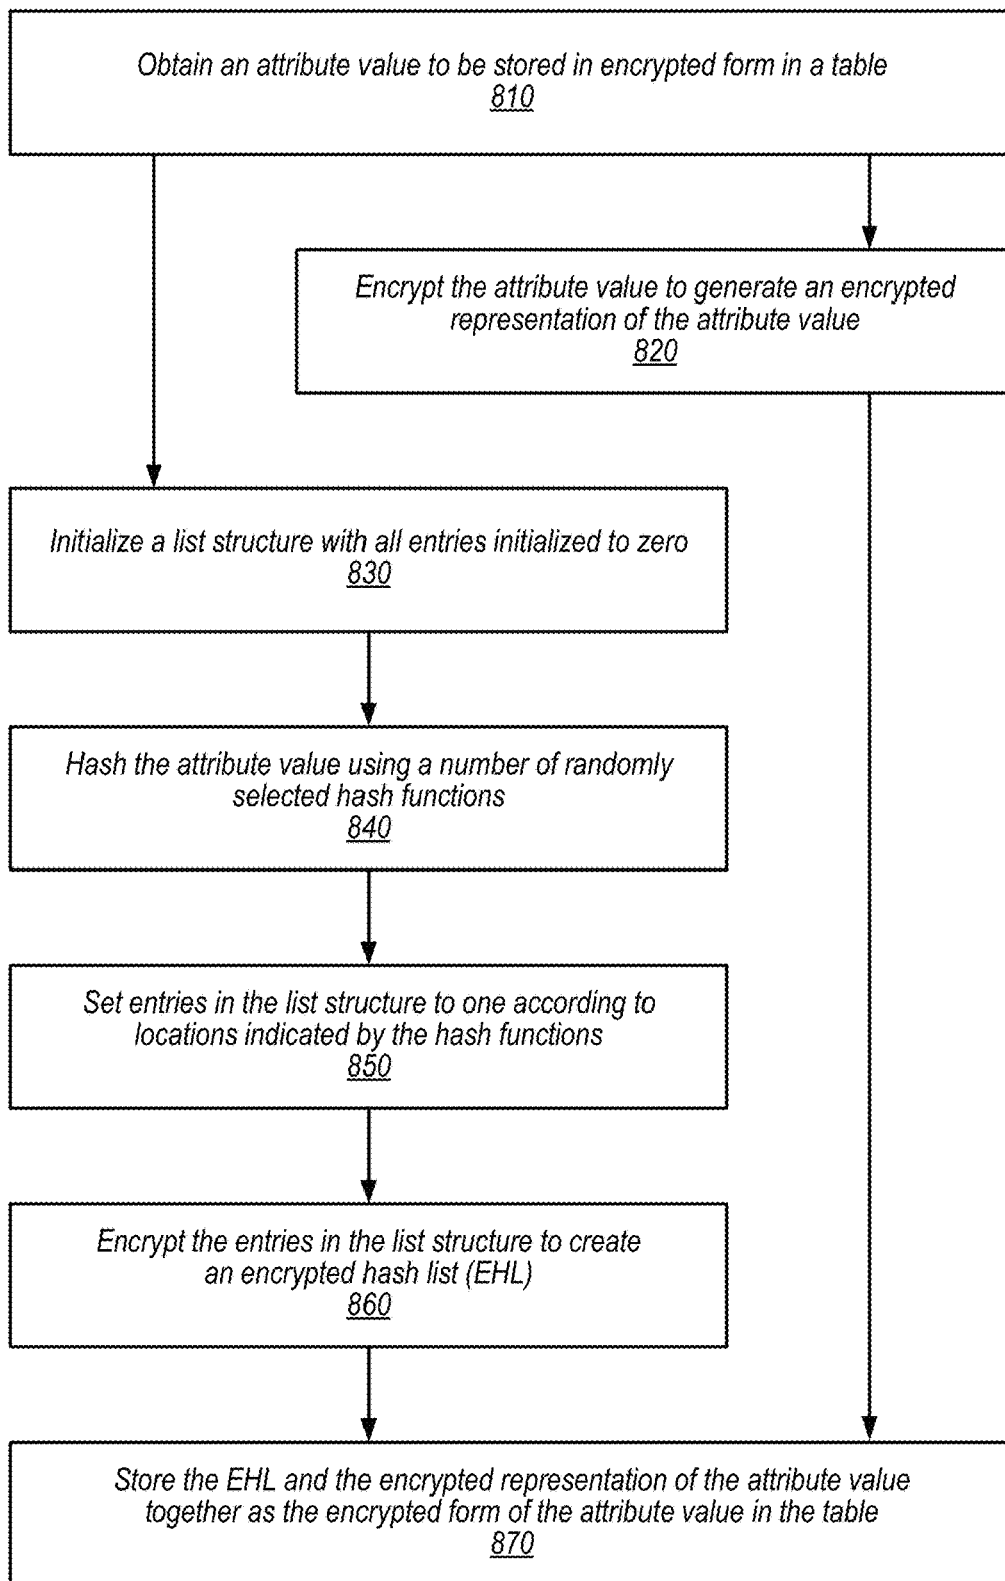 Obtain an attribute value to be stored in encrypted form in a table
810
Encrypt the attribute value to generate an encrypted
representation of the attribute value
820
Initialize a list structure with all entries initialized to zero
830
Hash the attribute value using a number of randomly
selected hash functions
840
Set entries in the list structure to one according to
locations indicated by the hash functions
850
Encrypt the entries in the list structure to create
an encrypted hash list (EHL)
860
Store the EHL and the encrypted representation of the attribute value
together as the encrypted form of the attribute value in the table
870